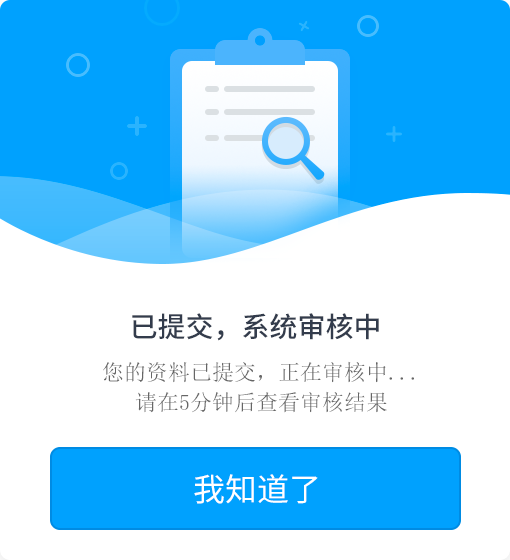 已提交，系统审核中
您的资料已提交，正在审核中...
请在5分钟后查看审核结果
我知道了